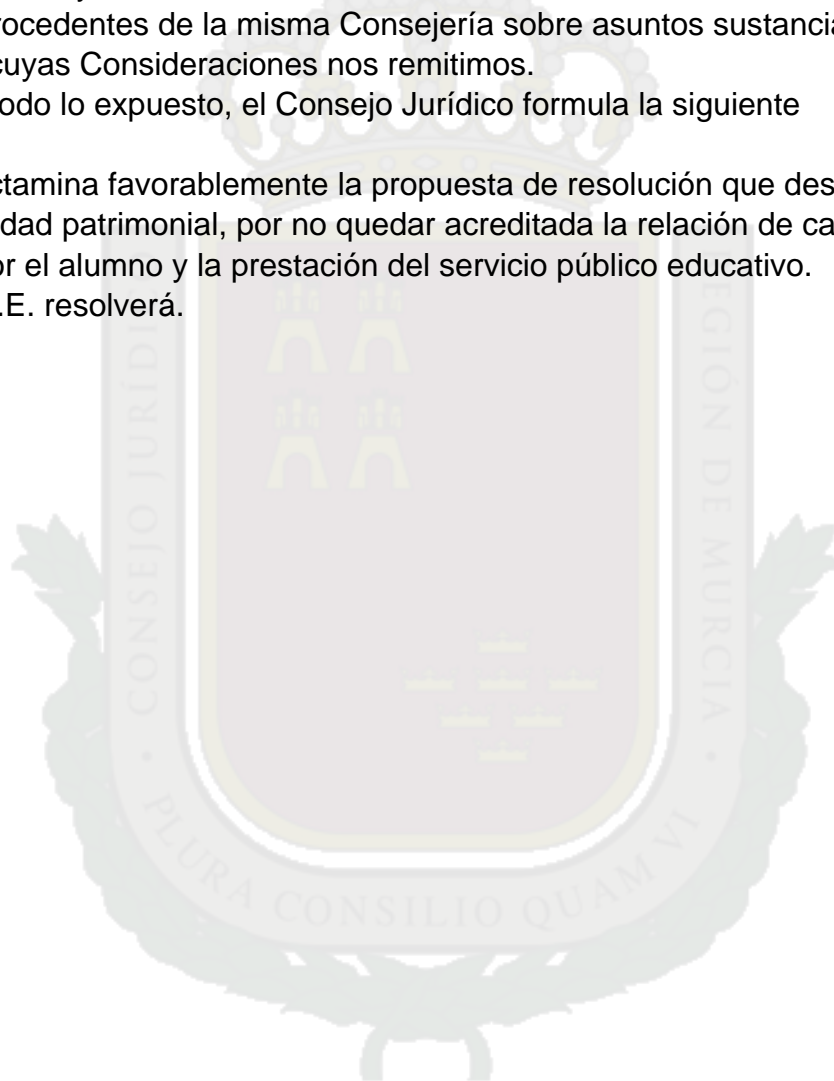 rocedentes de la misma Consejería sobre asuntos sustancia
cuyas Consideraciones nos remitimos.
odo lo expuesto, el Consejo Jurídico formula la siguiente
ctamina favorablemente la propuesta de resolución que des
dad patrimonial, por no quedar acreditada la relación de ca
or el alumno y la prestación del servicio público educativo.
.E. resolverá.
CONSEJO JURÍDICO
REGIÓN DE MURCIA
PLURA CONSILIO QUAM VI